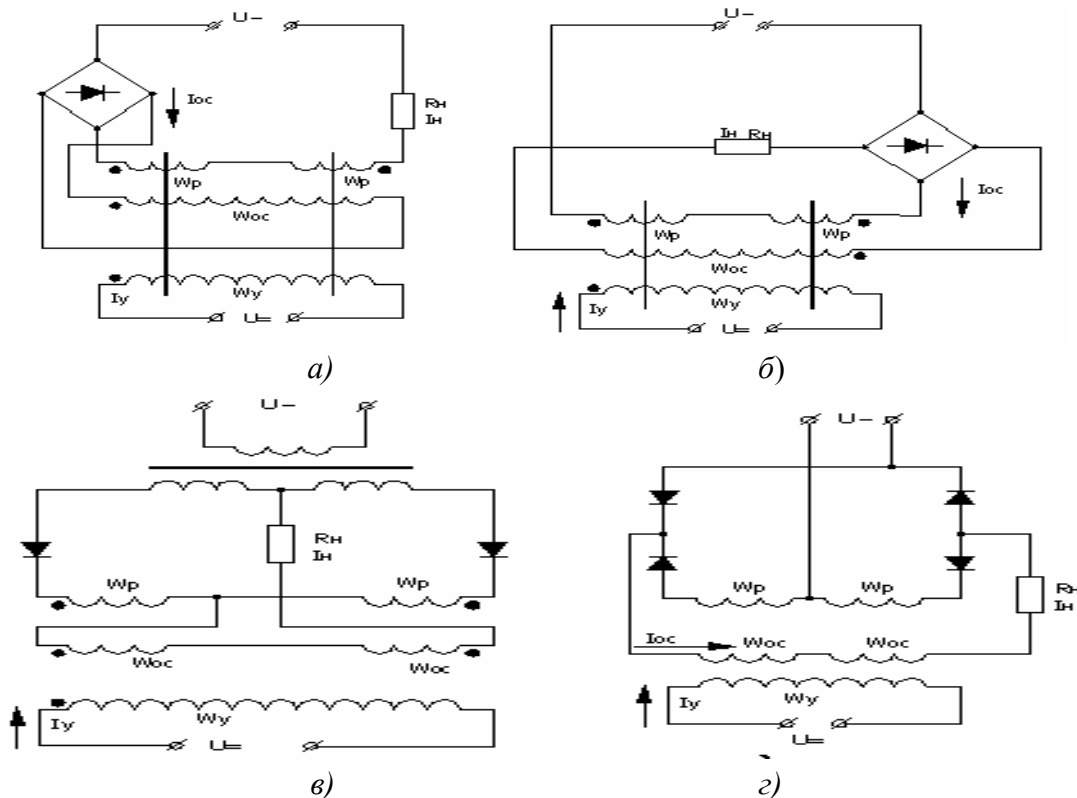 U~ U~
Iос Rн
Iн
Iн Rн
Iос
Wр Wр
Wр Wр
Wос
Wос
Iу Wу
Iу Wу
U= U=
а) б)
U~
U~
Rн
Iн
Wр Wр
Wр Wр
Rн
Iн
Iос Wос Wос
Wос Wос
Iу Wу
Iу Wу
U= U=
в) г)